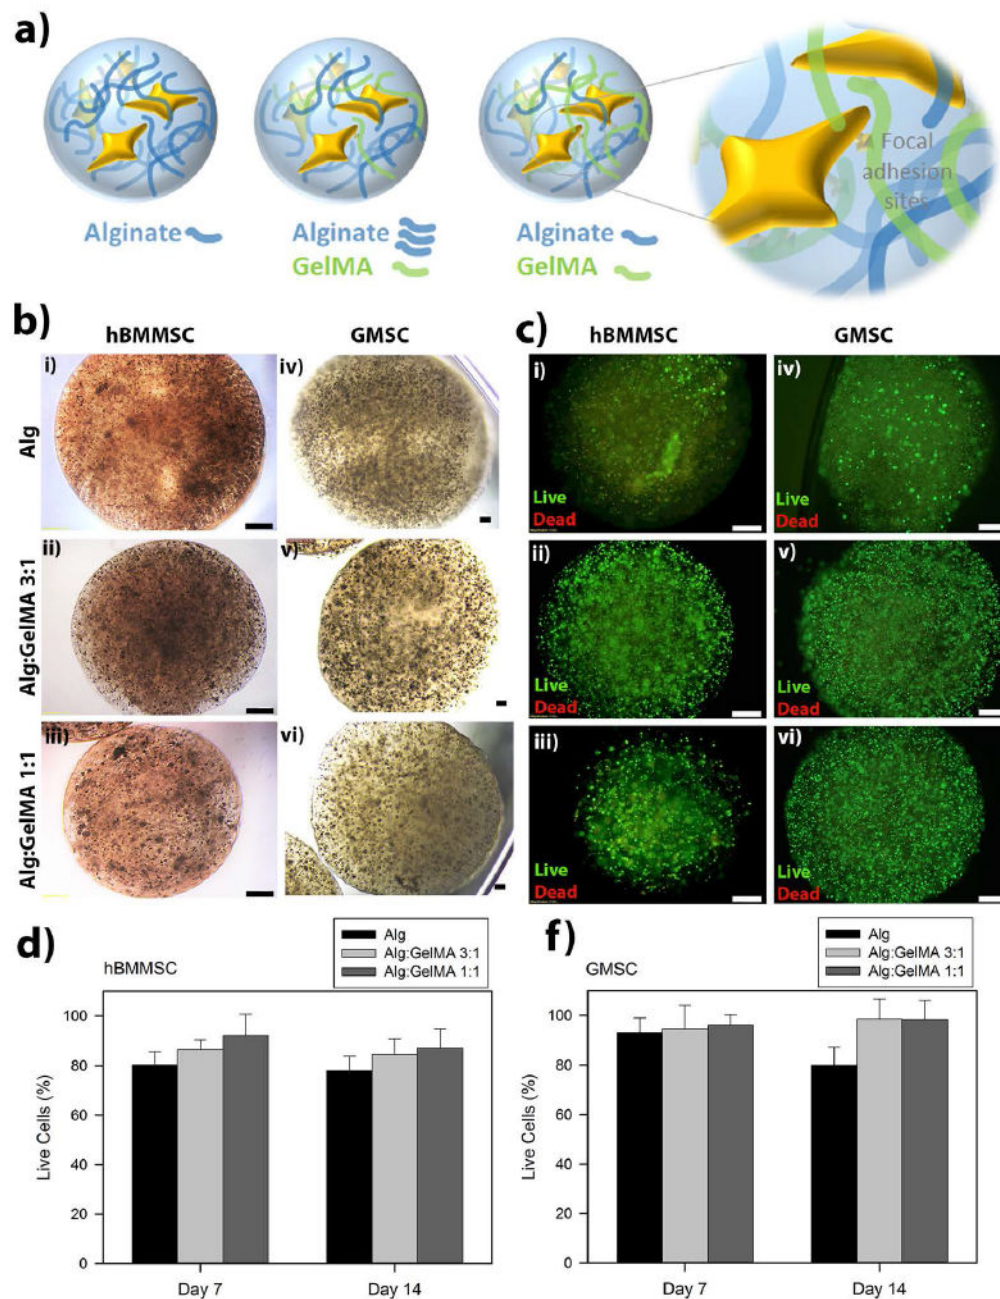 a)
Alginate
Alginate
GelMA
Alginate
GelMA
Focal
adhesion
sites
b)
hBMMSC
GMSC
Alg
Alg:GelMA 3:1
Alg:GelMA 1:1
i)
iv)
ii)
v)
iii)
vi)
c)
hBMMSC
GMSC
i)
Live
Dead
iv)
Live
Dead
ii)
Live
Dead
v)
Live
Dead
iii)
Live
Dead
vi)
Live
Dead
d)
hBMMSC
Alg
Alg:GelMA 3:1
Alg:GelMA 1:1
Live Cells (%)
100
80
60
40
20
0
Day 7
Day 14
f)
GMSC
Alg
Alg:GelMA 3:1
Alg:GelMA 1:1
Live Cells (%)
100
80
60
40
20
0
Day 7
Day 14